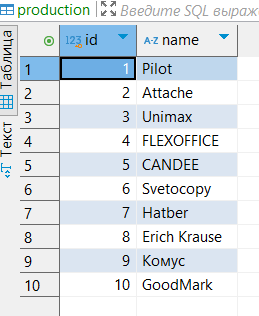 production Введите SQL выраж
Таблица
Текст
123 id A-Z name
1 1 Pilot
2 2 Attache
3 3 Unimax
4 4 FLEXOFFICE
5 5 CANDEE
6 6 Svetocopy
7 7 Hatber
8 8 Erich Krause
9 9 Комус
10 10 GoodMark